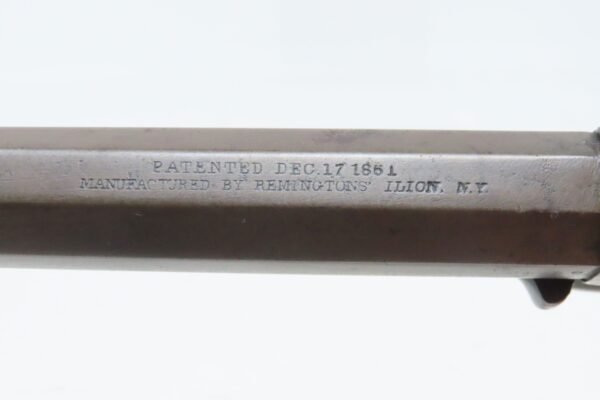 PATENTED DEC. 17 1861
MANUFACTURED BY REMINGTONS' ILION, N.Y.